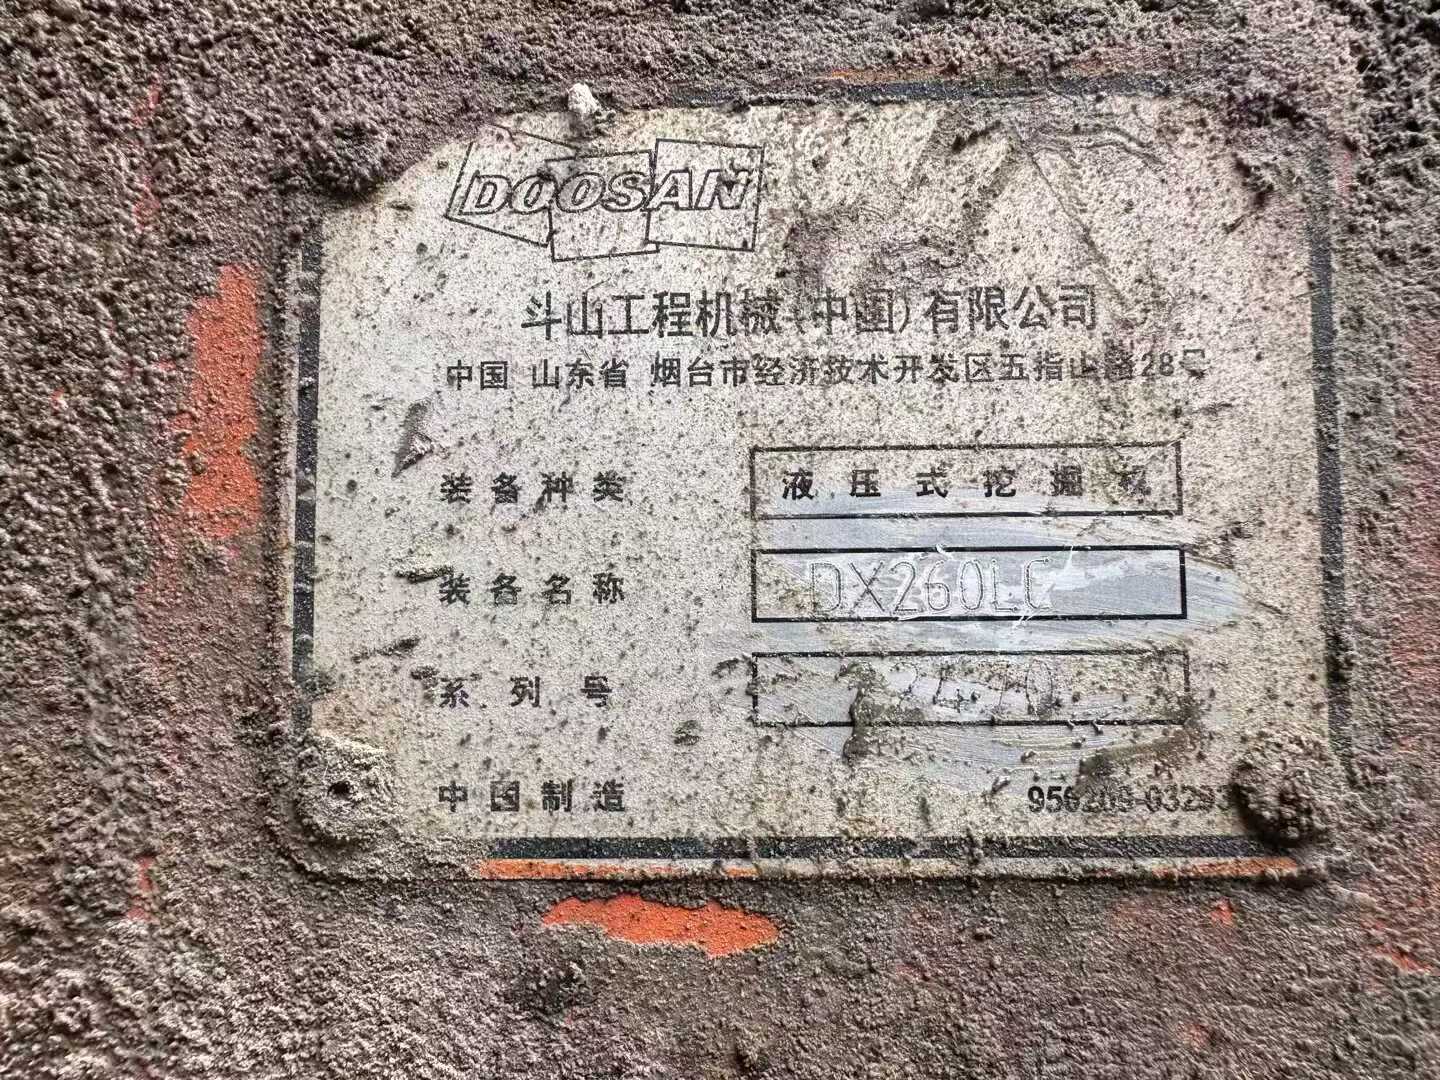 DOOSAN
斗山工程机械(中国)有限公司
中国 山东省 烟台市经济技术开发区五指山路28号
装备种类 液压式挖掘机
装备名称 DX260LC
系列号
中国制造